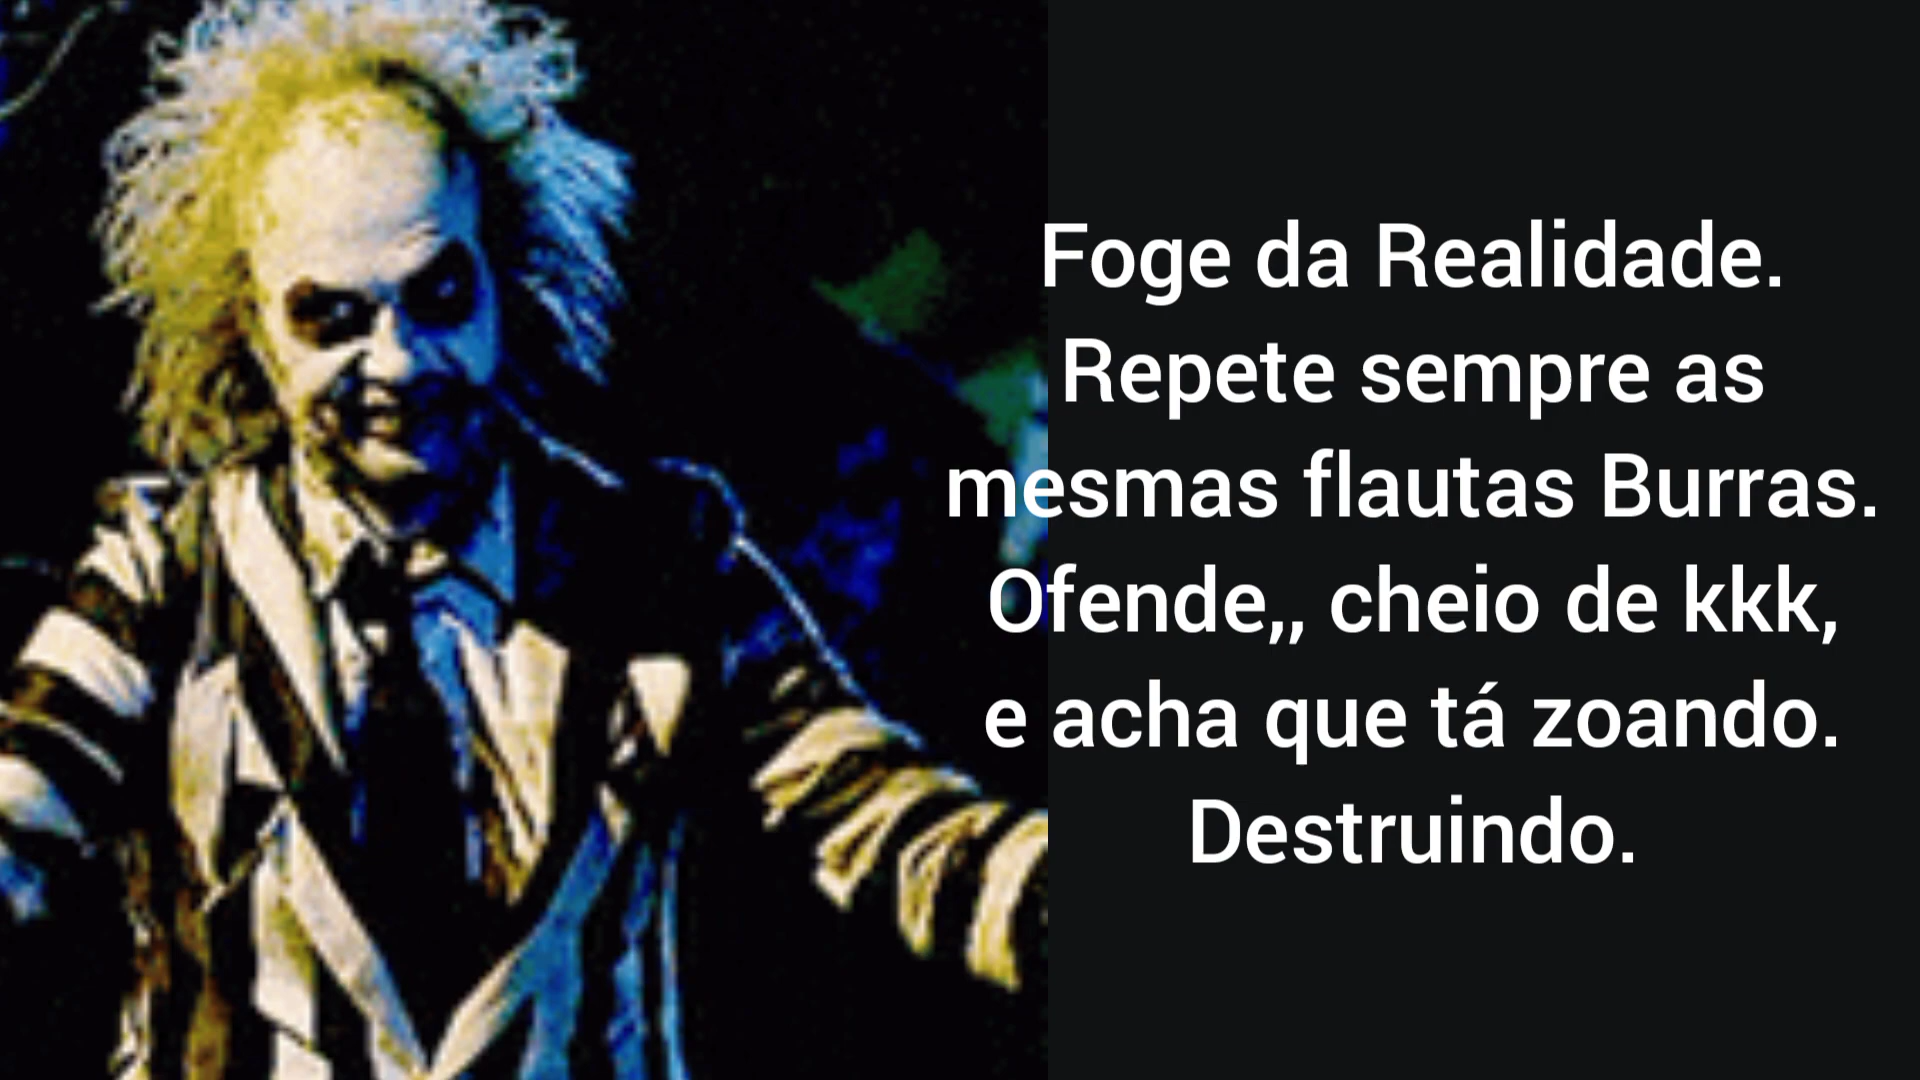 Foge da Realidade.
Repete sempre as
mesmas flautas Burras.
Ofende,, cheio de kkk,
e acha que tá zoando.
Destruindo.